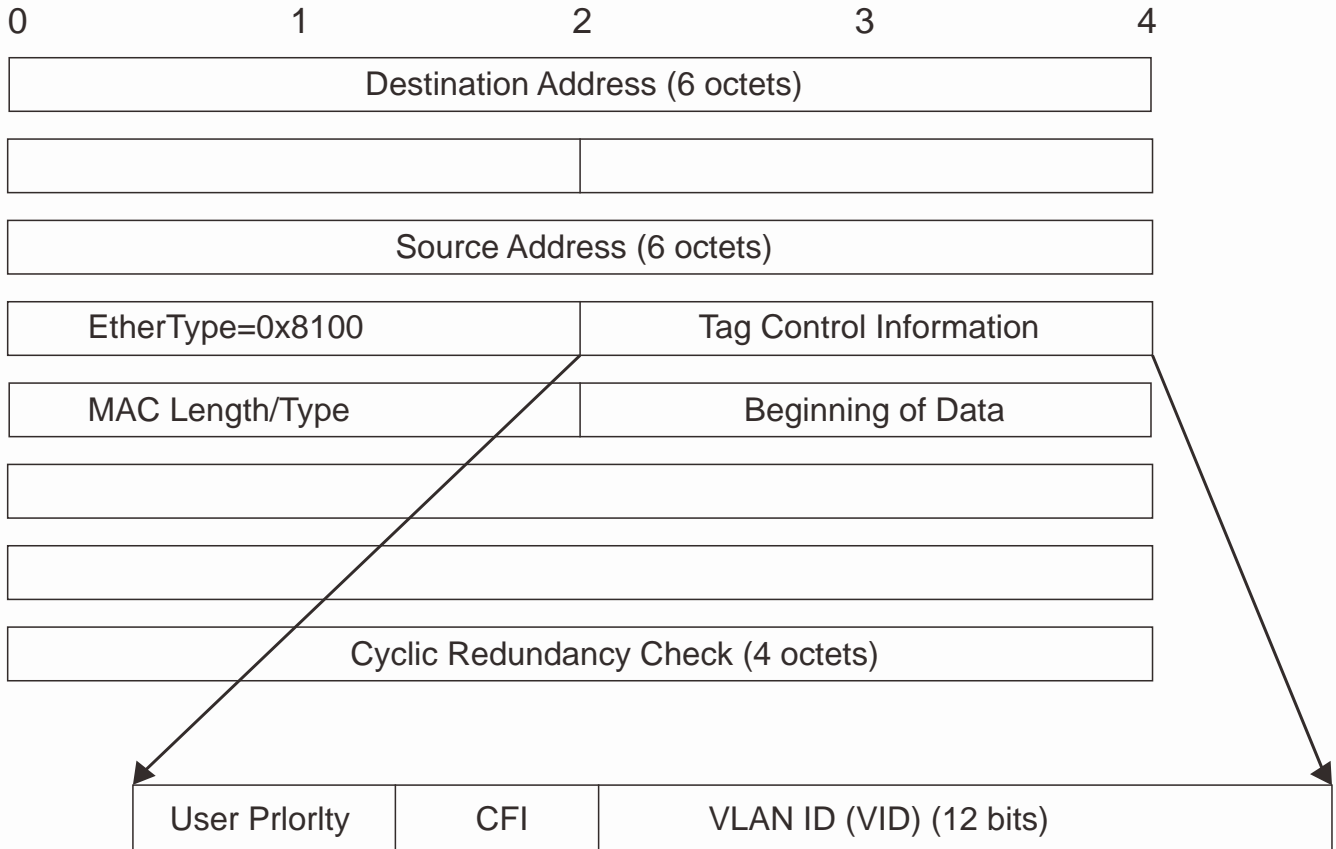 0 1 2 3 4
Destination Address (6 octets)
Source Address (6 octets)
EtherType=0x8100 Tag Control Information
MAC Length/Type Beginning of Data
Cyclic Redundancy Check (4 octets)
User Prlorlty CFI VLAN ID (VID) (12 bits)